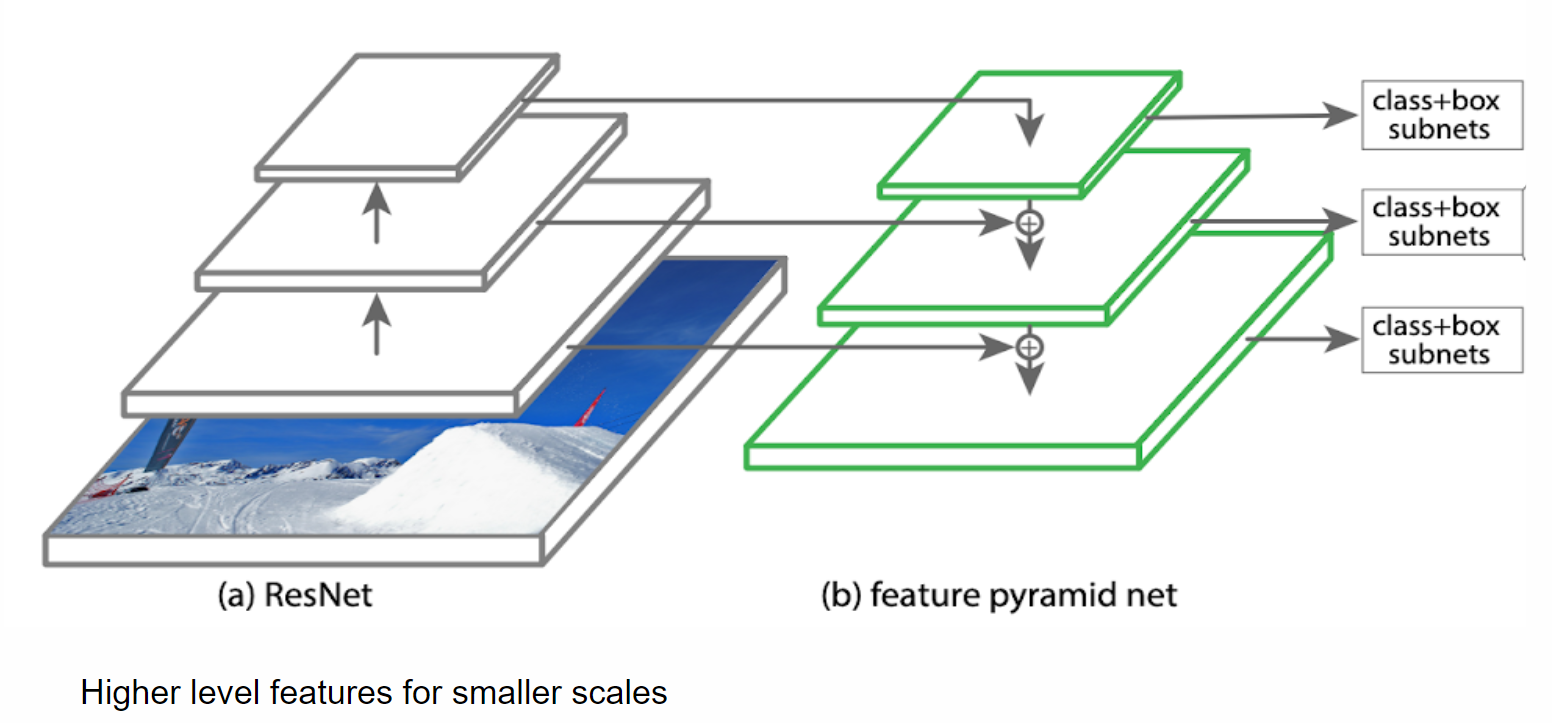 class+box
subnets
class+box
subnets
class+box
subnets
(a) ResNet
(b) feature pyramid net
Higher level features for smaller scales